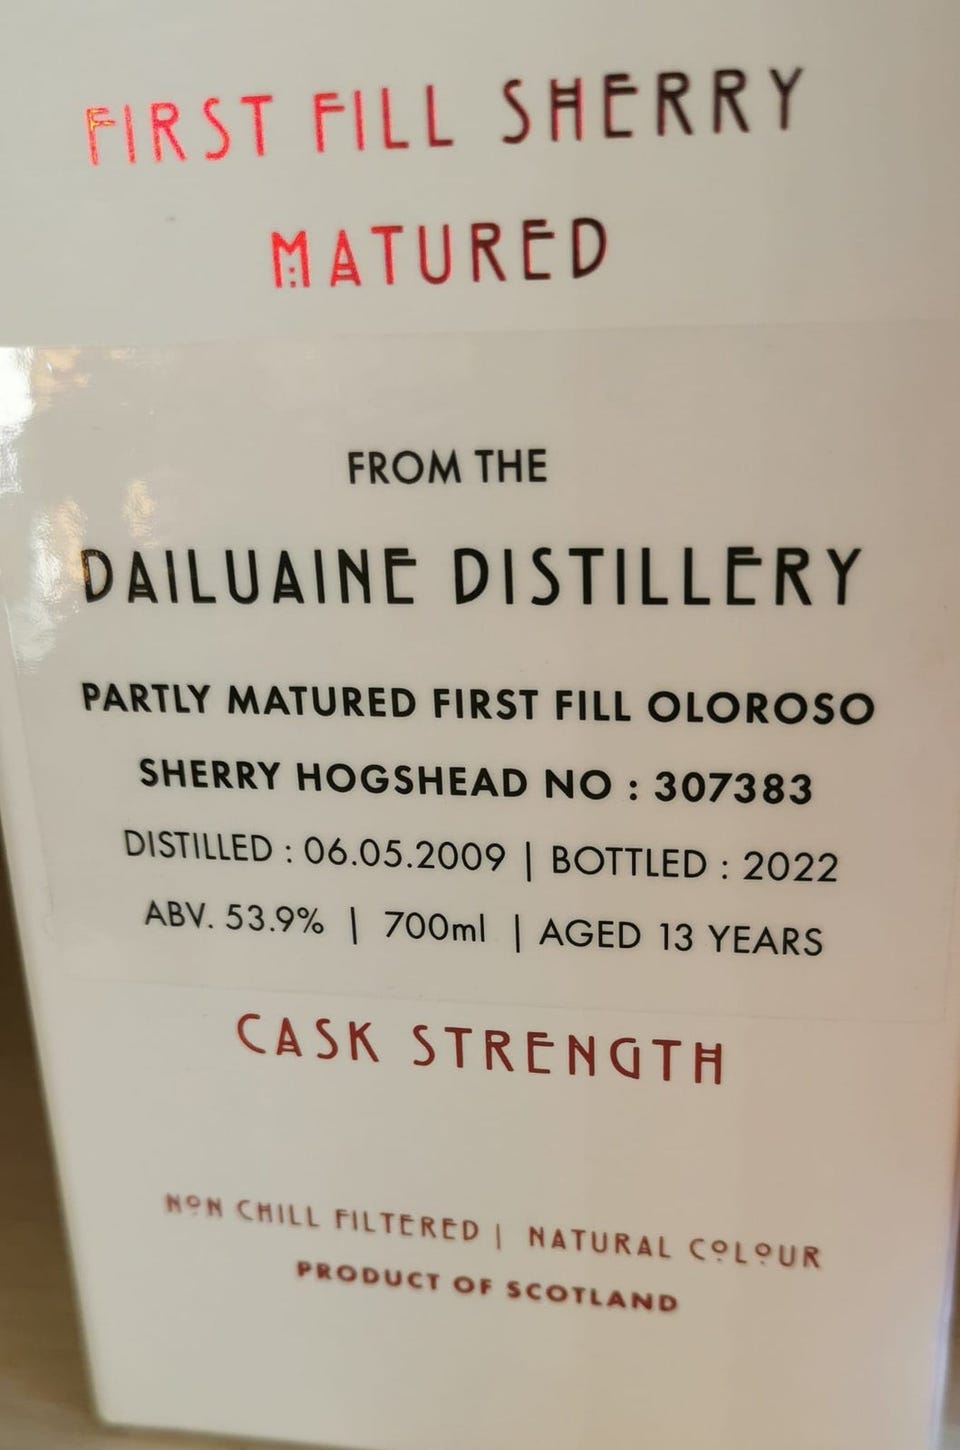 FIRST FILL SHERRY
MATURED
FROM THE
DAILUAINE DISTILLERY
PARTLY MATURED FIRST FILL OLOROSO
SHERRY HOGSHEAD NO : 307383
DISTILLED : 06.05.2009 | BOTTLED : 2022
ABV. 53.9% | 700ml | AGED 13 YEARS
CASK STRENGTH
NON CHILL FILTERED | NATURAL COLOUR
PRODUCT OF SCOTLAND